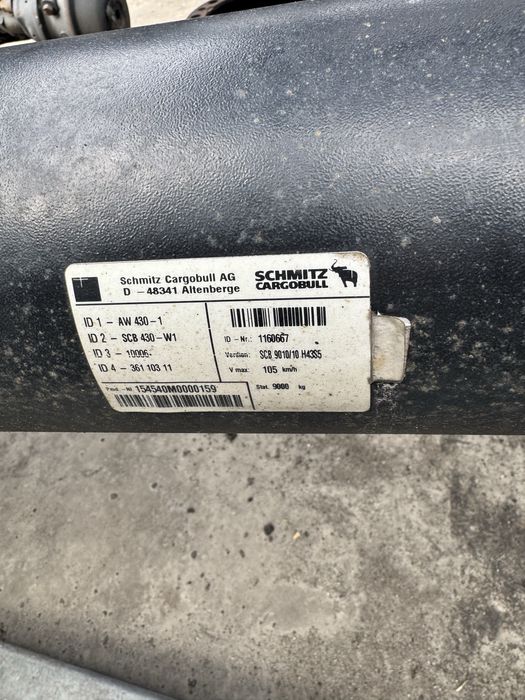 Schmitz Cargobull AG
D - 48341 Altenberge
SCHMITZ
CARGOBULL
ID 1 - AW 430-1
ID 2 - SCB 430-W1
ID 3 - 10006
ID 4 - 361 103 11
Prod. - Nr 154540M0000159
ID - Nr.: 1160667
Version: SCB 9010/10 H43S5
V max: 105 km/h
Stat. 9000 kg